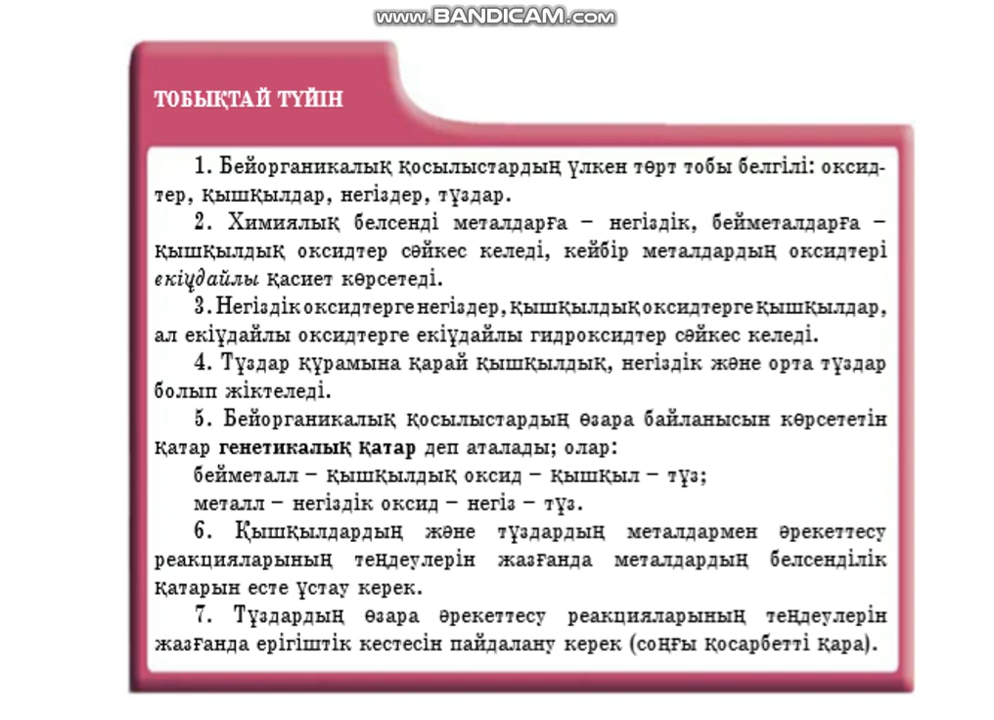 www.BANDICAM.com
ТОБЫҚТАЙ ТҮЙІН
1. Бейорганикалық қосылыстардың үлкен төрт тобы белгілі: оксид-
тер, қышқылдар, негіздер, тұздар.
2. Химиялық белсенді металдарға – негіздік, бейметалдарға –
қышқылдық оксидтер сәйкес келеді, кейбір металдардың оксидтері
екіұдайлы қасиет көрсетеді.
3. Негіздік оксидтерге негіздер, қышқылдық оксидтерге қышқылдар,
ал екіұдайлы оксидтерге екіұдайлы гидроксидтер сәйкес келеді.
4. Тұздар құрамына қарай қышқылдық, негіздік және орта тұздар
болып жіктеледі.
5. Бейорганикалық қосылыстардың өзара байланысын көрсететін
қатар генетикалық қатар деп аталады; олар:
бейметалл – қышқылдық оксид – қышқыл – тұз;
металл – негіздік оксид – негіз – тұз.
6. Қышқылдардың және тұздардың металдармен әрекеттесу
реакцияларының теңдеулерін жазғанда металдардың белсенділік
қатарын есте ұстау керек.
7. Тұздардың өзара әрекеттесу реакцияларының теңдеулерін
жазғанда ерігіштік кестесін пайдалану керек (соңғы қосарбетті қара).